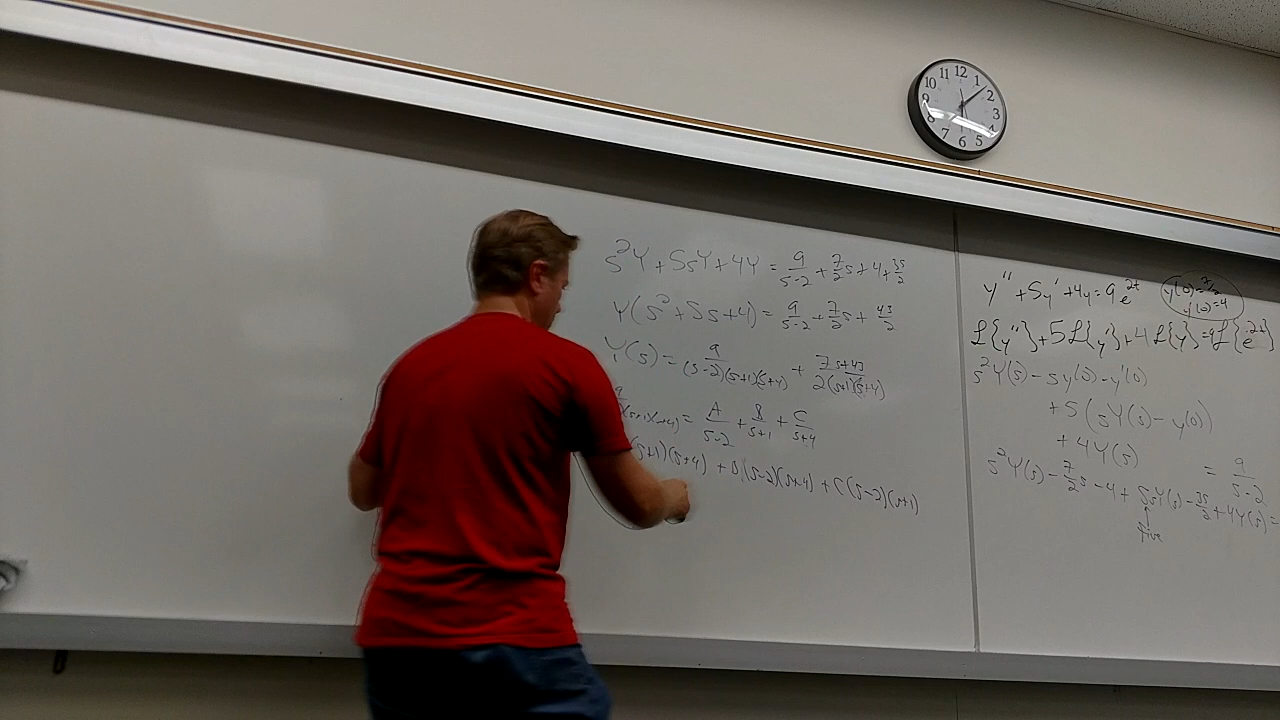 12
11 1
10 2
9 3
8 4
7 5
6
s²Y + 5sY + 4Y = 9/(s-2) + 7/2 s + 4 + 35/2
Y(s² + 5s + 4) = 9/(s-2) + 7/2 s + 43/2
Y(s) = 9/((s-2)(s+1)(s+4)) + (7s+43)/(2(s+1)(s+4))
(s+1)(s+4) = A/(s-2) + B/(s+1) + C/(s+4)
(s+1)(s+4) + B(s-2)(s+4) + C(s-2)(s+1)
y'' + 5y' + 4y = 9e^2t y(0) = 7/2
y'(0) = 4
ℒ{y''} + 5ℒ{y'} + 4ℒ{y} = 9ℒ{e^2t}
s²Y(s) - sy(0) - y'(0)
+ 5(sY(s) - y(0))
+ 4Y(s) = 9/(s-2)
s²Y(s) - 7/2 s - 4 + 5sY(s) - 35/2 + 4Y(s) =
five